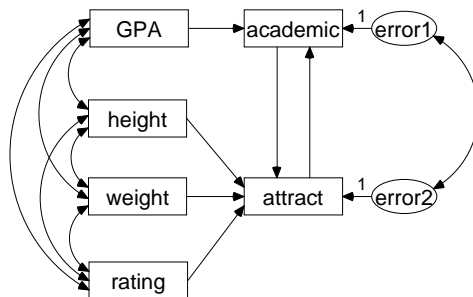 GPA academic 1 error1
height
weight attract 1 error2
rating